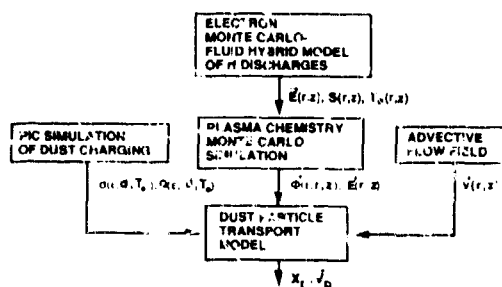 ELECTRON
MONTE CARLO-
FLUID HYBRID MODEL
OF rf DISCHARGES
E(r,z), S(r,z), (r,z)
PIC SIMULATION
OF DUST CHARGING
PLASMA CHEMISTRY
MONTE CARLO
SIMULATION
ADVECTIVE
FLOW FIELD
E(r,z)
v(r,z)
DUST PARTICLE
TRANSPORT
MODEL